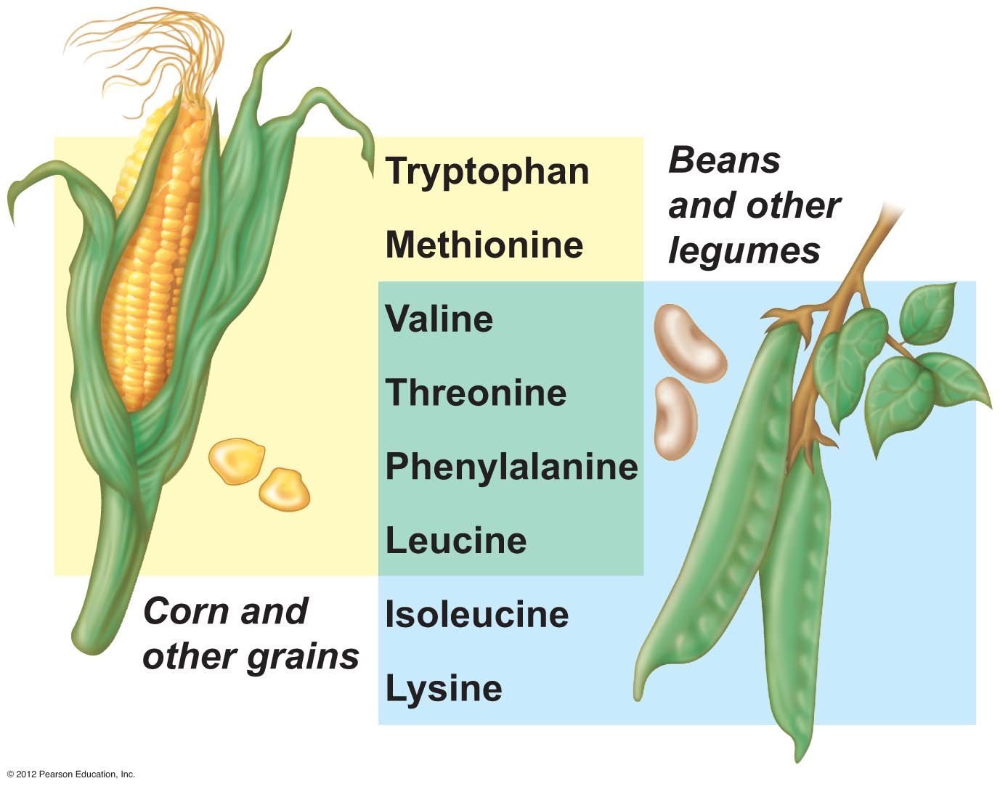 Tryptophan
Methionine
Valine
Threonine
Phenylalanine
Leucine
Isoleucine
Lysine
Beans
and other
legumes
Corn and
other grains
© 2012 Pearson Education, Inc.